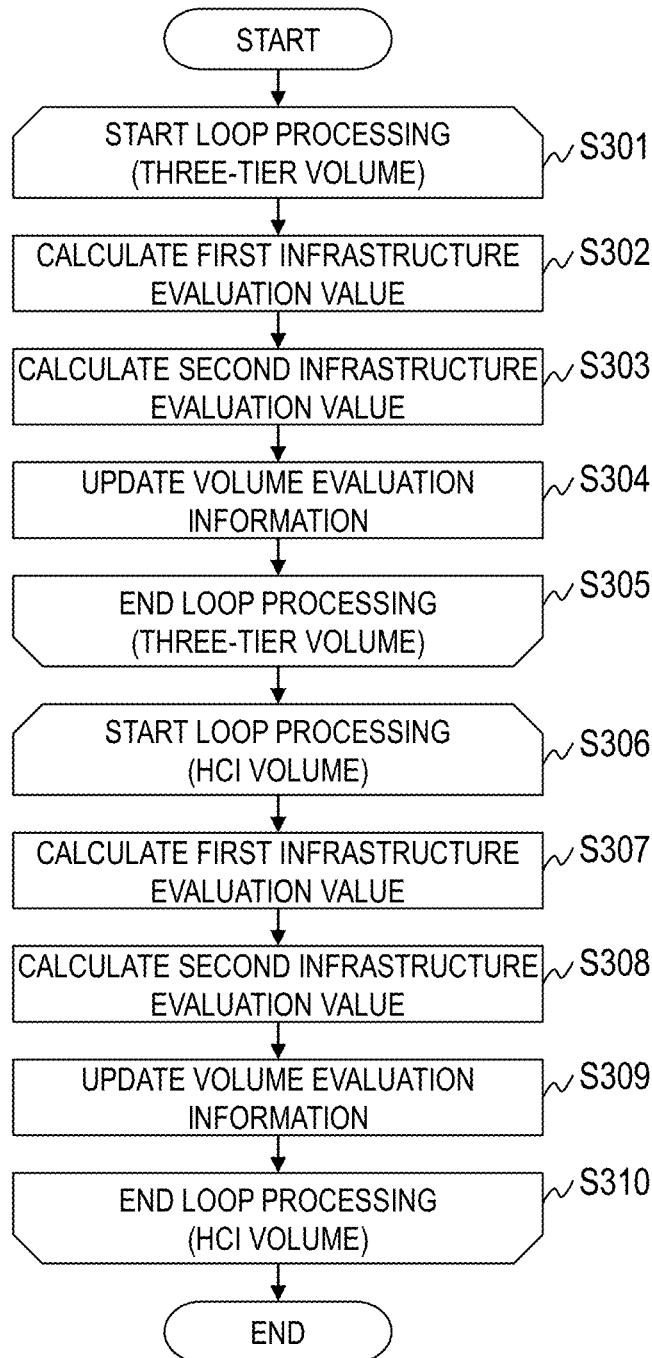 START
START LOOP PROCESSING
(THREE-TIER VOLUME)
S301
CALCULATE FIRST INFRASTRUCTURE
EVALUATION VALUE
S302
CALCULATE SECOND INFRASTRUCTURE
EVALUATION VALUE
S303
UPDATE VOLUME EVALUATION
INFORMATION
S304
END LOOP PROCESSING
(THREE-TIER VOLUME)
S305
START LOOP PROCESSING
(HCI VOLUME)
S306
CALCULATE FIRST INFRASTRUCTURE
EVALUATION VALUE
S307
CALCULATE SECOND INFRASTRUCTURE
EVALUATION VALUE
S308
UPDATE VOLUME EVALUATION
INFORMATION
S309
END LOOP PROCESSING
(HCI VOLUME)
S310
END